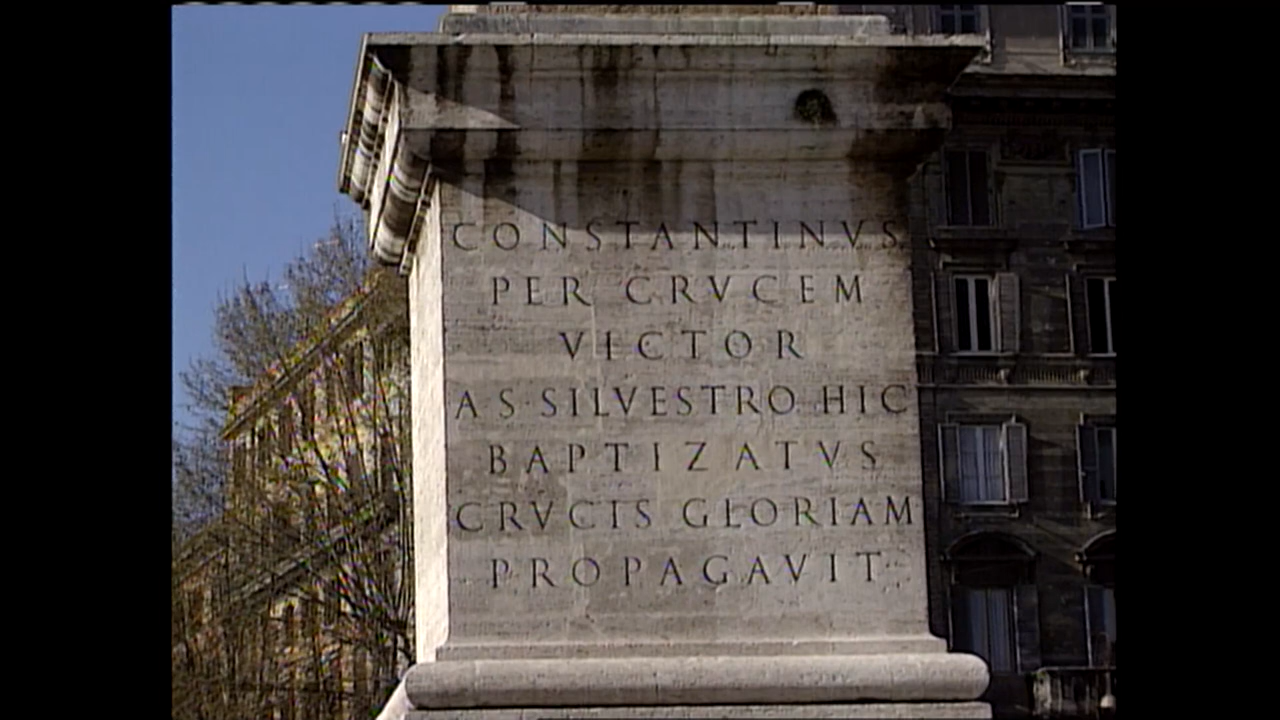 CONSTANTINVS
PER CRVCEM
VICTOR
A S·SILVESTRO HIC
BAPTIZATVS
CRVCIS GLORIAM
PROPAGAVIT